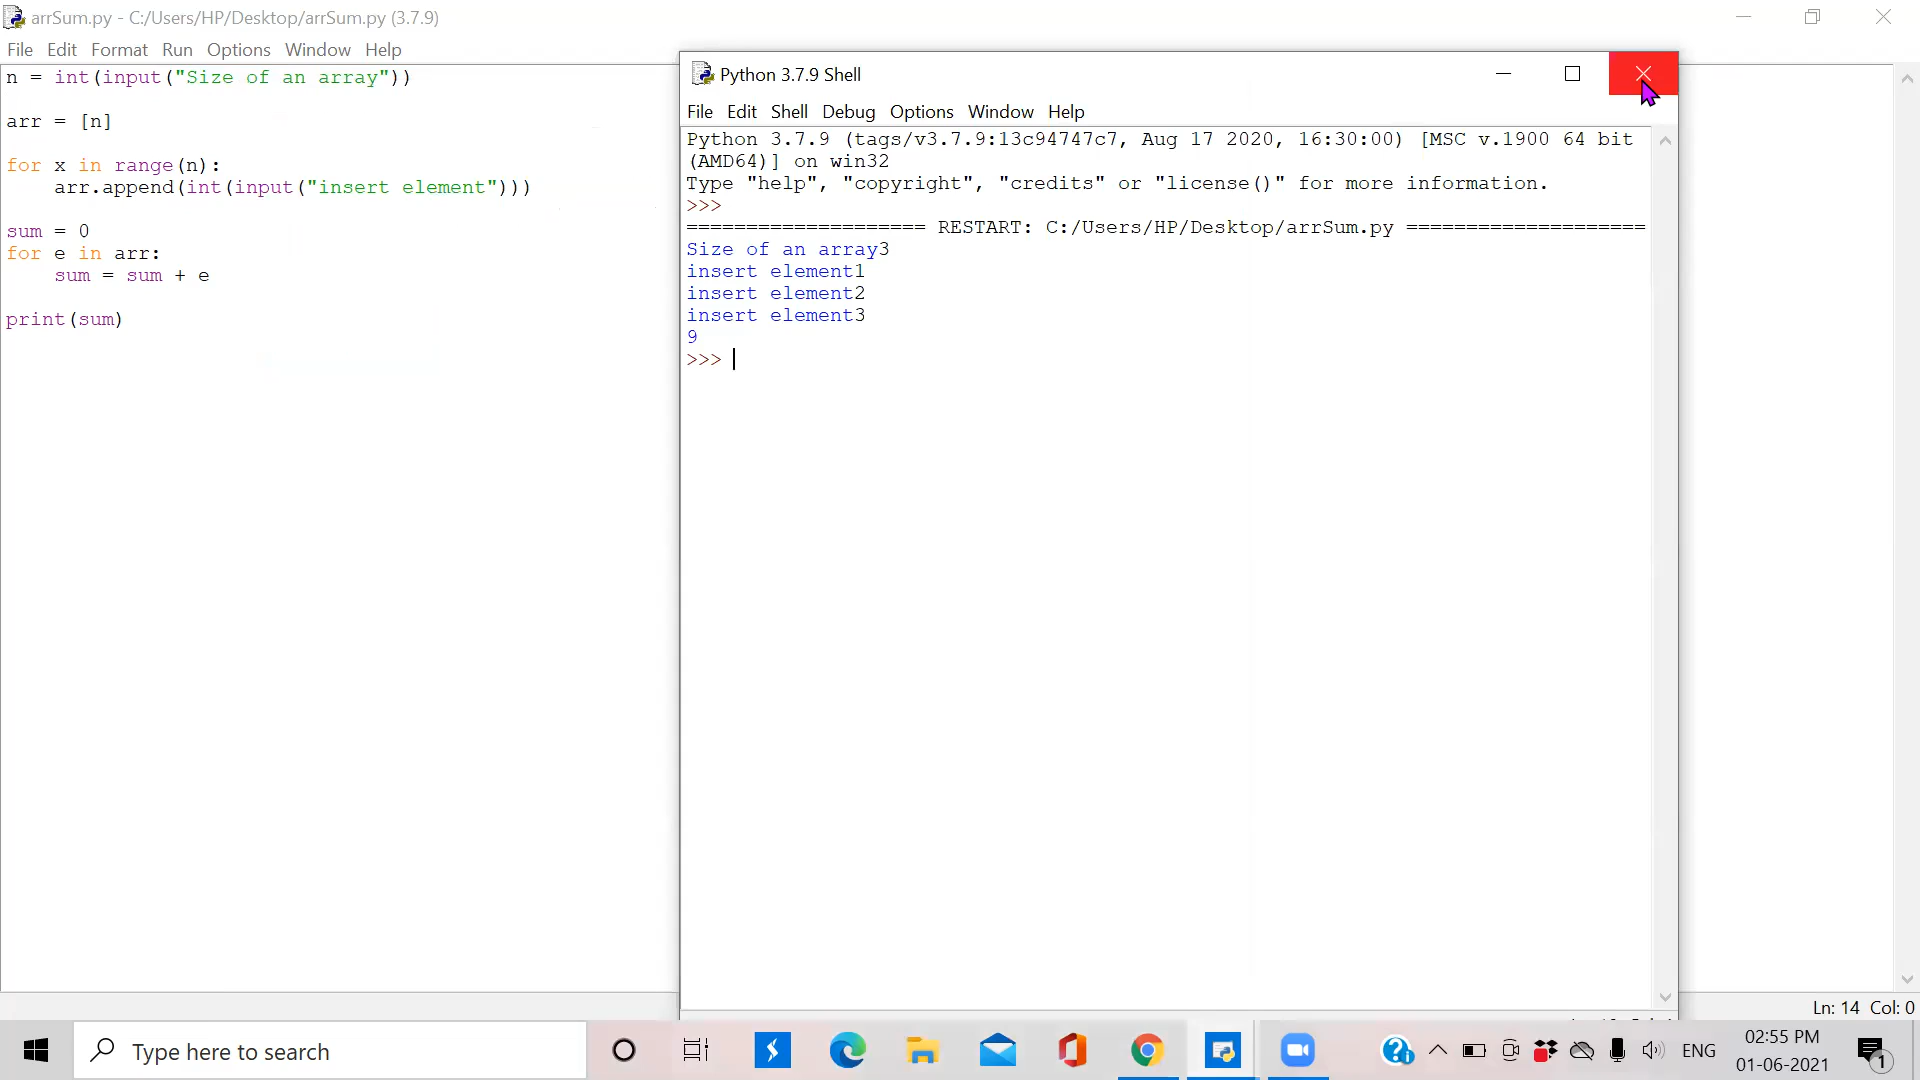 arrSum.py - C:/Users/HP/Desktop/arrSum.py (3.7.9)
File Edit Format Run Options Window Help
n = int(input("Size of an array"))
arr = [n]
for x in range(n):
    arr.append(int(input("insert element")))
sum = 0
for e in arr:
    sum = sum + e
print(sum)
Python 3.7.9 Shell
File Edit Shell Debug Options Window Help
Python 3.7.9 (tags/v3.7.9:13c94747c7, Aug 17 2020, 16:30:00) [MSC v.1900 64 bit
(AMD64)] on win32
Type "help", "copyright", "credits" or "license()" for more information.
>>>
==================== RESTART: C:/Users/HP/Desktop/arrSum.py ====================
Size of an array3
insert element1
insert element2
insert element3
9
>>>
Ln: 14 Col: 0
Type here to search
ENG
02:55 PM
01-06-2021
1